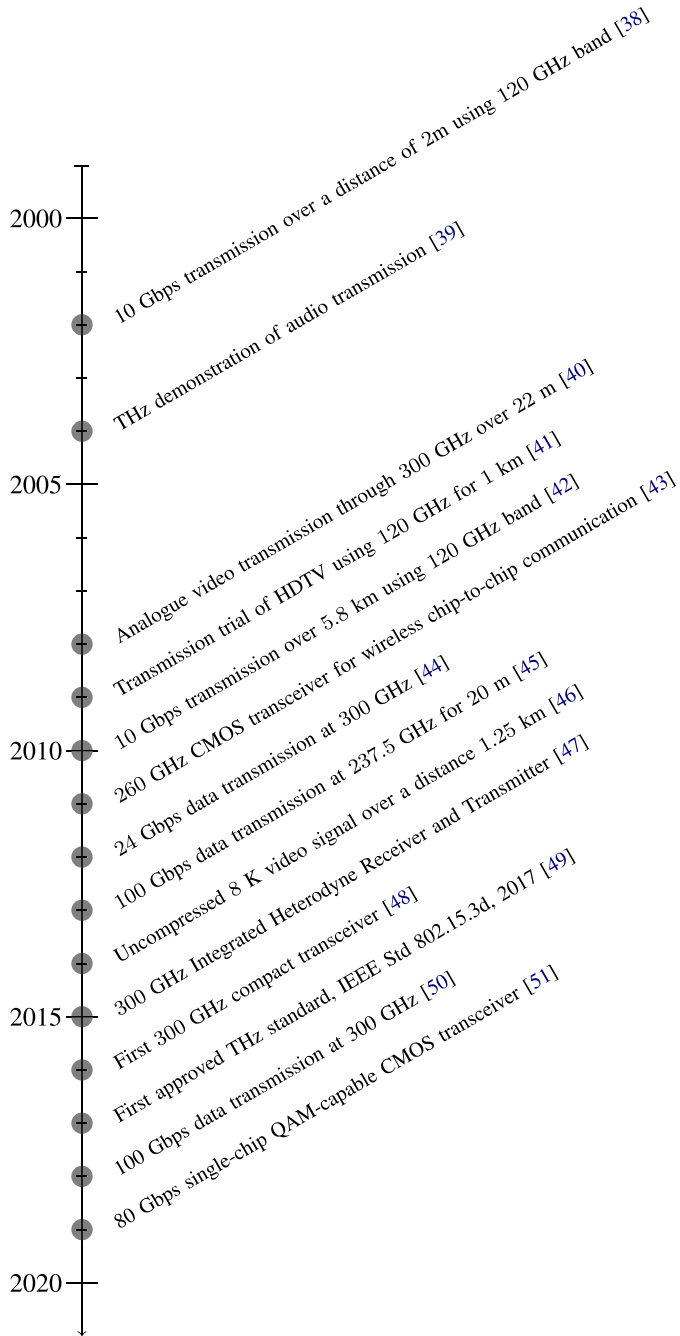 2000
10 Gbps transmission over a distance of 2m using 120 GHz band [38]
THz demonstration of audio transmission [39]
2005
Analogue video transmission through 300 GHz over 22 m [40]
Transmission trial of HDTV using 120 GHz for 1 km [41]
10 Gbps transmission over 5.8 km using 120 GHz band [42]
2010
260 GHz CMOS transceiver for wireless chip-to-chip communication [43]
24 Gbps data transmission at 300 GHz [44]
100 Gbps data transmission at 237.5 GHz for 20 m [45]
Uncompressed 8 K video signal over a distance 1.25 km [46]
300 GHz Integrated Heterodyne Receiver and Transmitter [47]
2015
First 300 GHz compact transceiver [48]
First approved THz standard, IEEE Std 802.15.3d, 2017 [49]
100 Gbps data transmission at 300 GHz [50]
80 Gbps single-chip QAM-capable CMOS transceiver [51]
2020